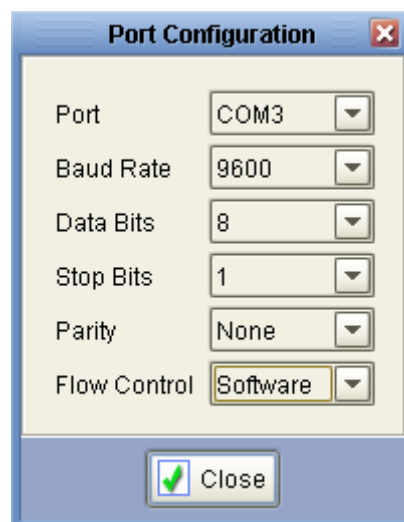 Port Configuration
Port COM3
Baud Rate 9600
Data Bits 8
Stop Bits 1
Parity None
Flow Control Software
Close